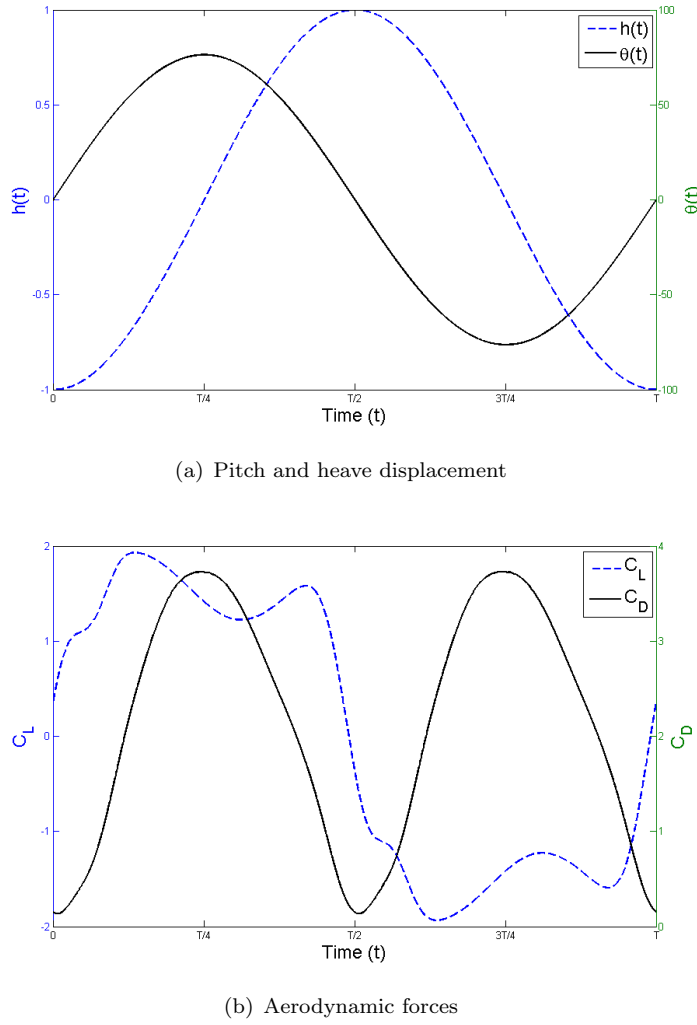 h(t)
θ(t)
1
0.5
0
-0.5
-1
100
50
0
-50
-100
h(t)
θ(t)
0 T/4 T/2 3T/4 T
Time (t)
(a) Pitch and heave displacement
C_L
C_D
2
1
0
-1
-2
4
3
2
1
0
C_L
C_D
0 T/4 T/2 3T/4 T
Time (t)
(b) Aerodynamic forces